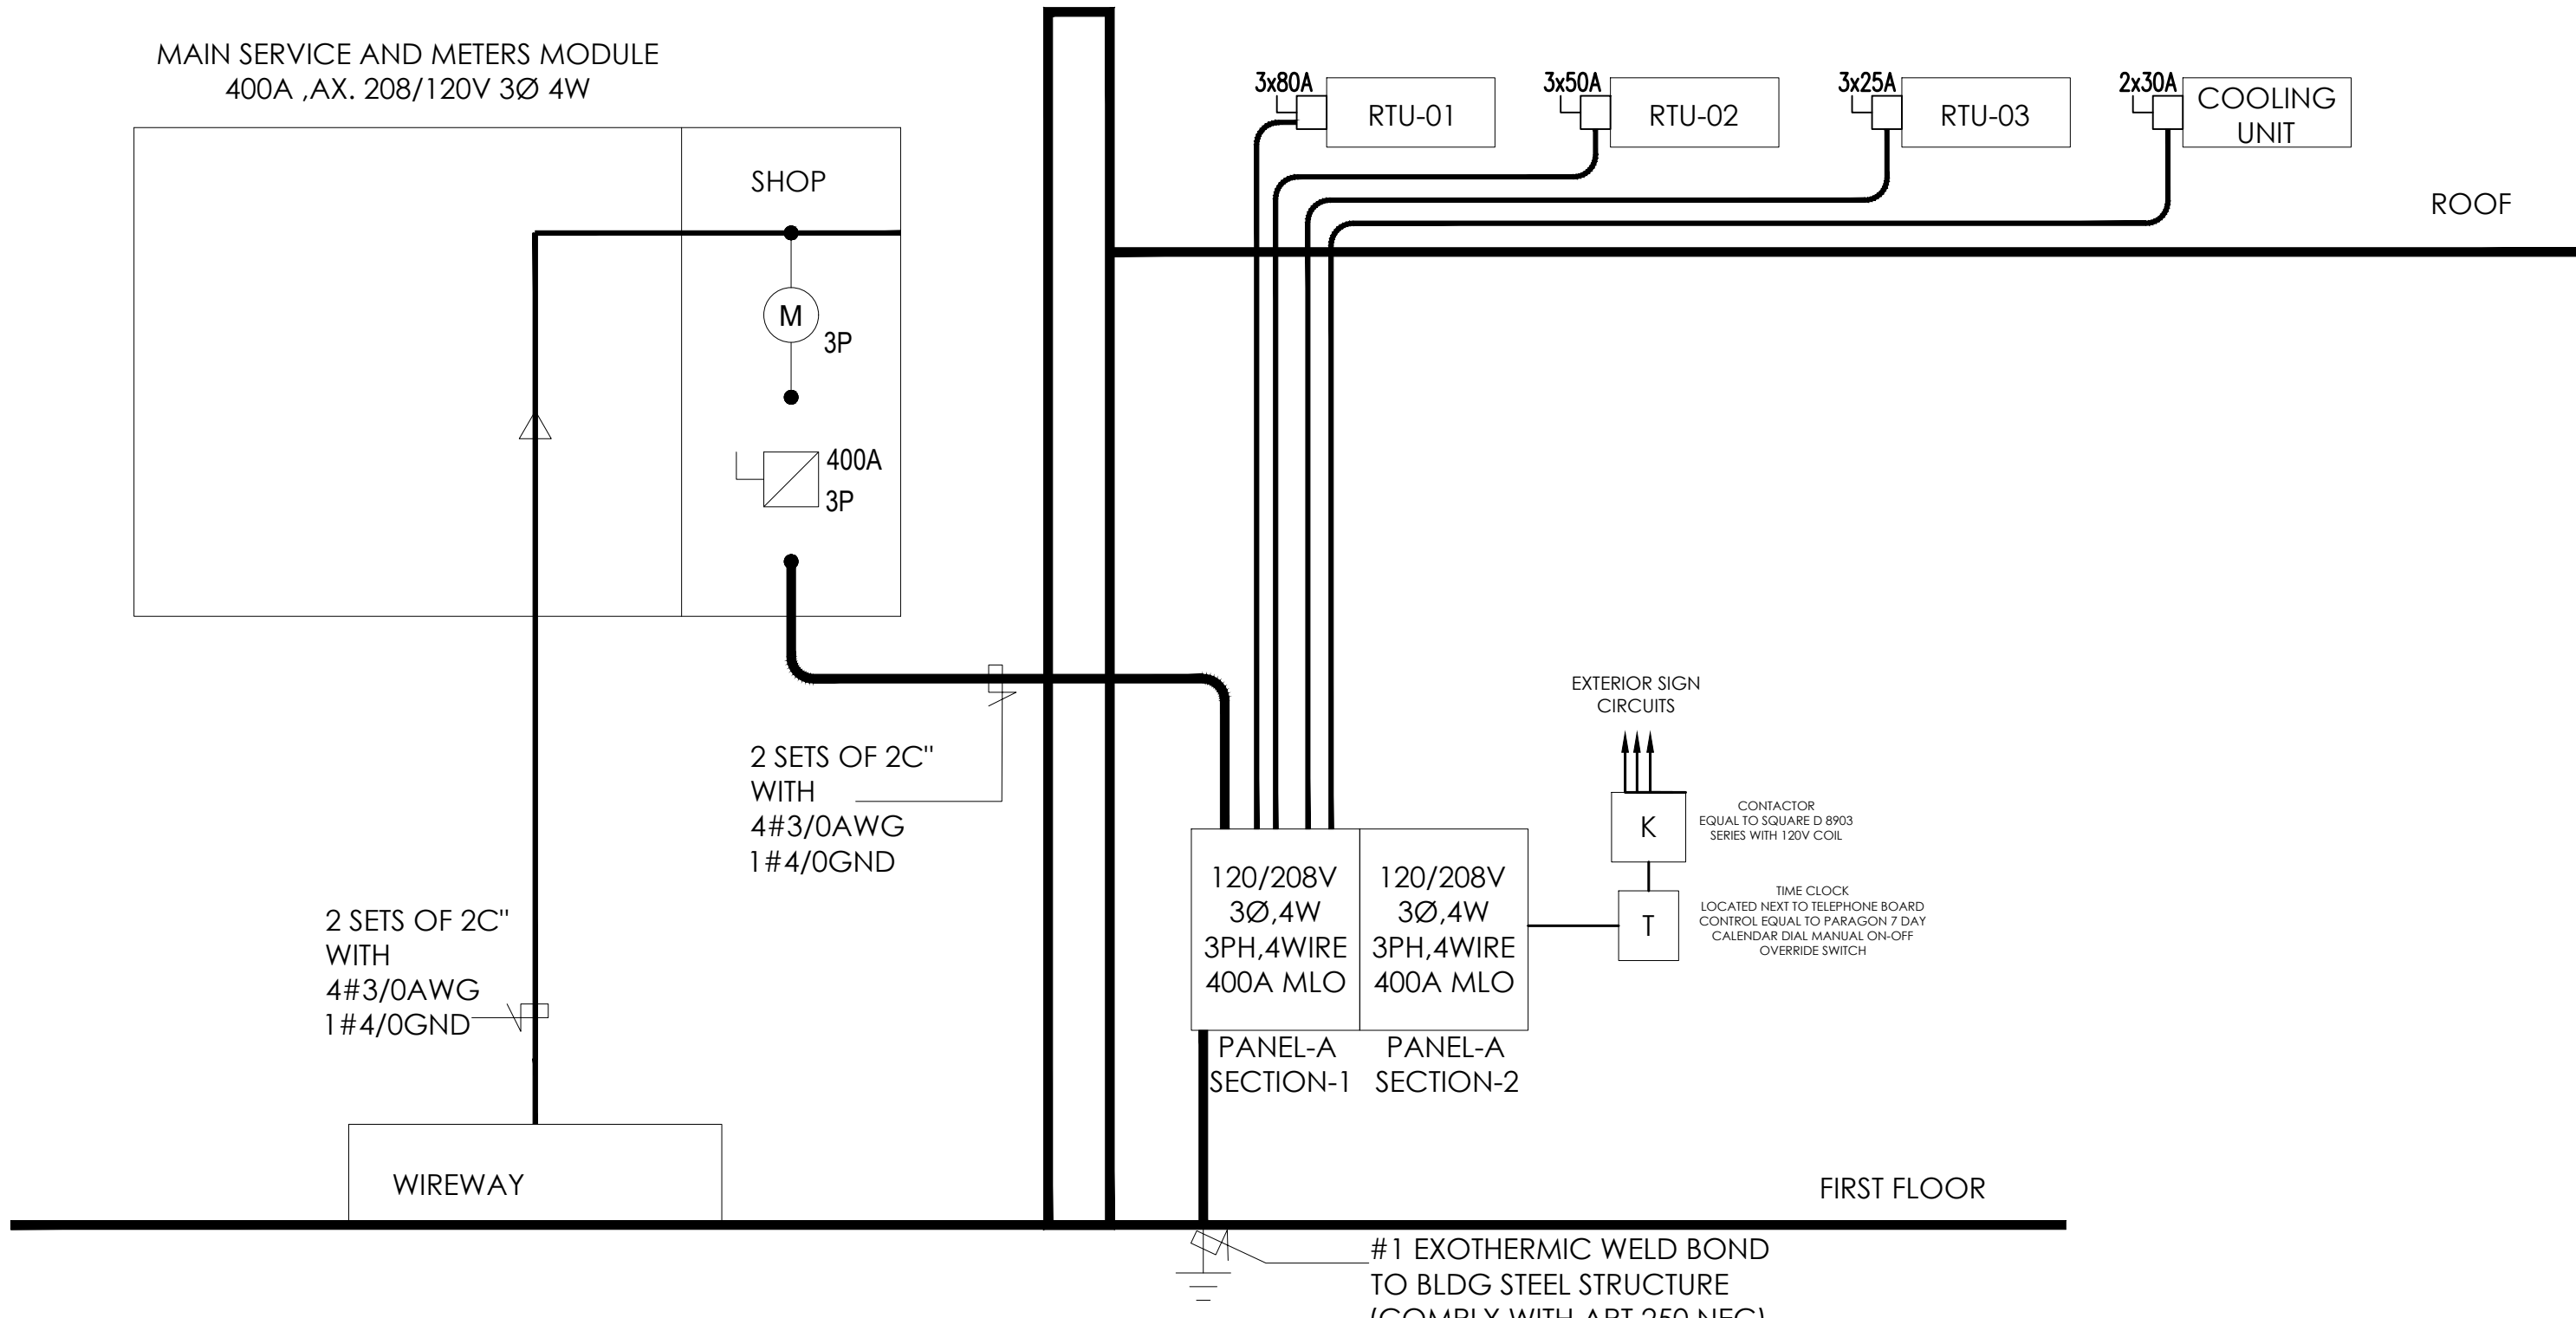 MAIN SERVICE AND METERS MODULE
400A ,AX. 208/120V 3Ø 4W
SHOP
M
3P
400A
3P
2 SETS OF 2C"
WITH
4#3/0AWG
1#4/0GND
2 SETS OF 2C"
WITH
4#3/0AWG
1#4/0GND
WIREWAY
3x80A
RTU-01
3x50A
RTU-02
3x25A
RTU-03
2x30A
COOLING
UNIT
ROOF
EXTERIOR SIGN
CIRCUITS
K
CONTACTOR
EQUAL TO SQUARE D 8903
SERIES WITH 120V COIL
T
TIME CLOCK
LOCATED NEXT TO TELEPHONE BOARD
CONTROL EQUAL TO PARAGON 7 DAY
CALENDAR DIAL MANUAL ON-OFF
OVERRIDE SWITCH
120/208V
3Ø,4W
3PH,4WIRE
400A MLO
120/208V
3Ø,4W
3PH,4WIRE
400A MLO
PANEL-A
SECTION-1
PANEL-A
SECTION-2
FIRST FLOOR
#1 EXOTHERMIC WELD BOND
TO BLDG STEEL STRUCTURE
(COMPLY WITH ART 250 NEC)